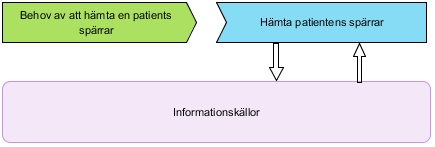 Behov av att hämta en patients
spärrar
Hämta patientens spärrar
Informationskällor